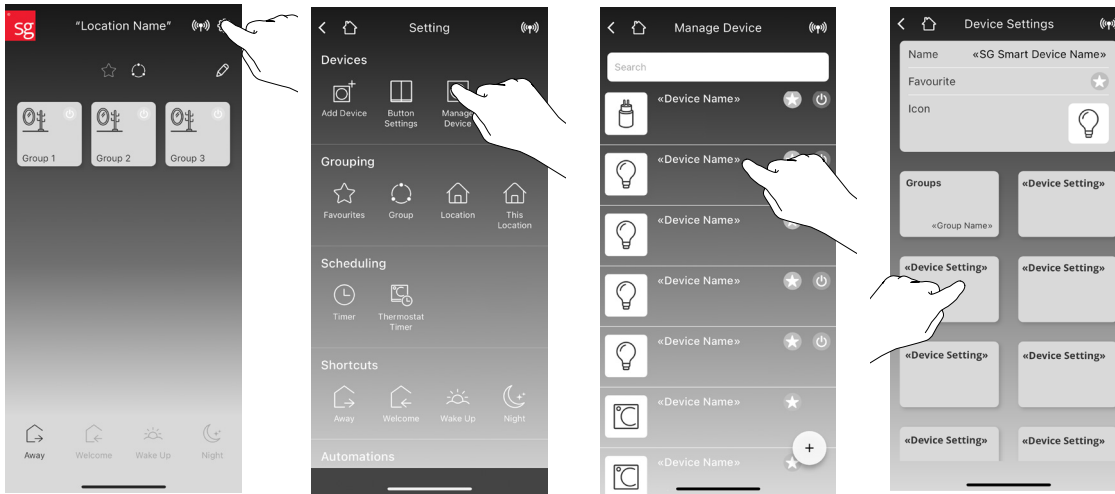 sg
"Location Name"
Group 1
Group 2
Group 3
Away
Welcome
Wake Up
Night
Setting
Devices
Add Device
Button
Settings
Manage
Device
Grouping
Favourites
Group
Location
This
Location
Scheduling
Timer
Thermostat
Timer
Shortcuts
Away
Welcome
Wake Up
Night
Automations
Manage Device
Search
«Device Name»
«Device Name»
«Device Name»
«Device Name»
«Device Name»
°C
«Device Name»
°C
«Device Name»
+
Device Settings
Name «SG Smart Device Name»
Favourite
Icon
Groups
«Group Name»
«Device Setting»
«Device Setting»
«Device Setting»
«Device Setting»
«Device Setting»
«Device Setting»
«Device Setting»